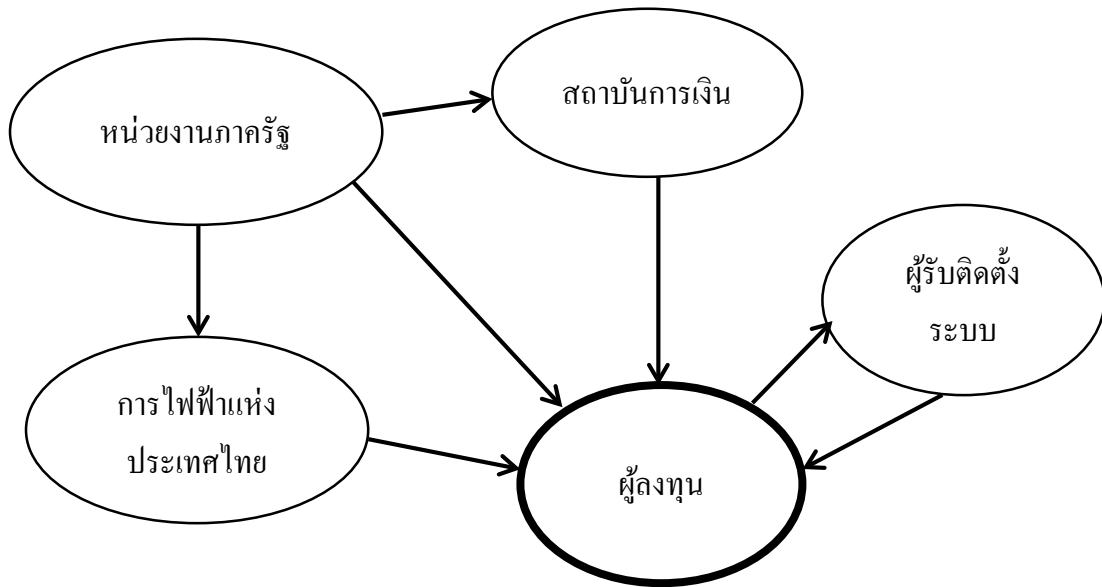 หน่วยงานภาครัฐ
สถาบันการเงิน
ผู้รับติดตั้ง
ระบบ
การไฟฟ้าแห่ง
ประเทศไทย
ผู้ลงทุน